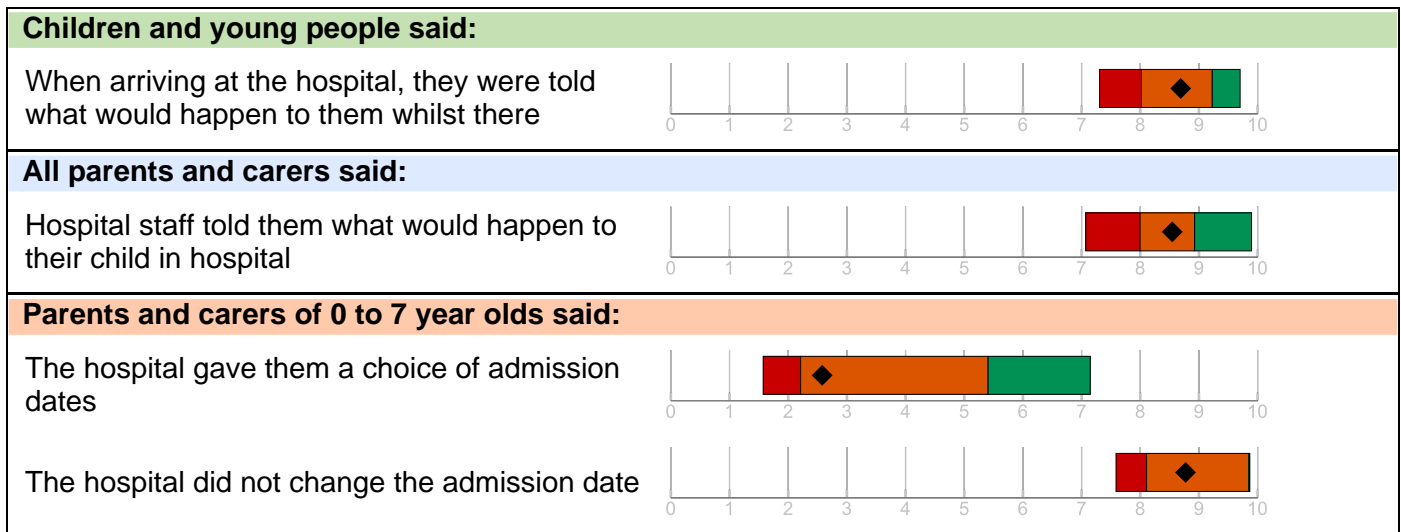 Children and young people said:
When arriving at the hospital, they were told
what would happen to them whilst there
0 1 2 3 4 5 6 7 8 9 10
All parents and carers said:
Hospital staff told them what would happen to
their child in hospital
0 1 2 3 4 5 6 7 8 9 10
Parents and carers of 0 to 7 year olds said:
The hospital gave them a choice of admission
dates
0 1 2 3 4 5 6 7 8 9 10
The hospital did not change the admission date
0 1 2 3 4 5 6 7 8 9 10